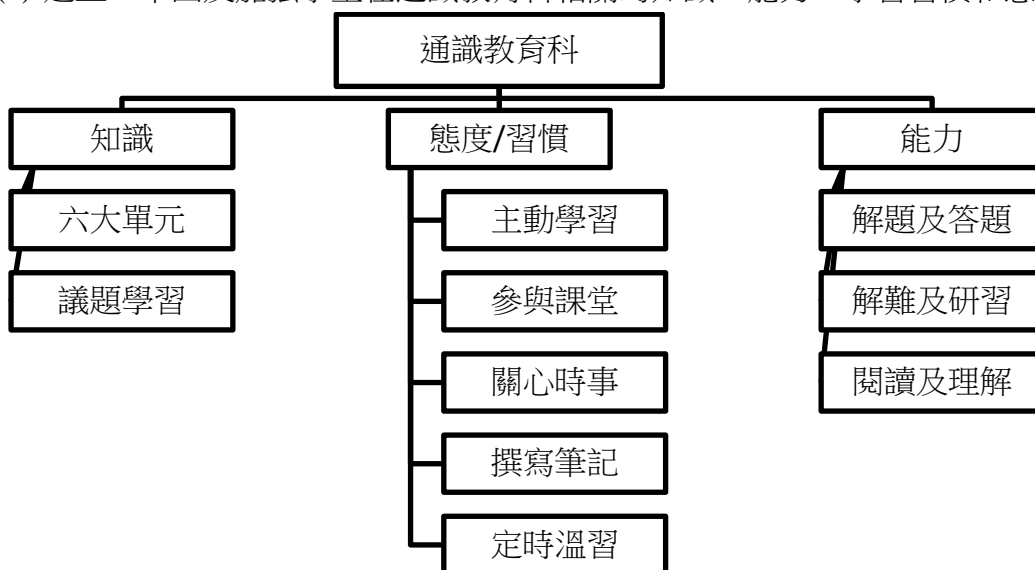 通識教育科
知識
態度/習慣
能力
六大單元
議題學習
主動學習
參與課堂
關心時事
撰寫筆記
定時溫習
解題及答題
解難及研習
閱讀及理解